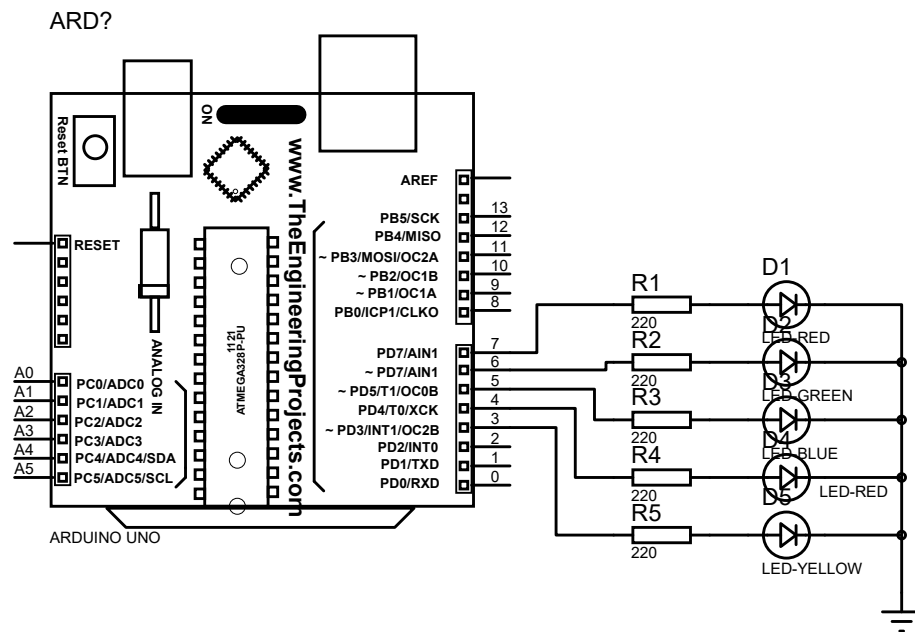 ARD?
ON
Reset BTN
www.TheEngineeringProjects.com
AREF
PB5/SCK 13
PB4/MISO 12
~ PB3/MOSI/OC2A 11
~ PB2/OC1B 10
~ PB1/OC1A 9
PB0/ICP1/CLKO 8
RESET
ANALOG IN
1121
ATMEGA328P-PU
PD7/AIN1 7
~ PD7/AIN1 6
~ PD5/T1/OC0B 5
PD4/T0/XCK 4
~ PD3/INT1/OC2B 3
PD2/INT0 2
PD1/TXD 1
PD0/RXD 0
A0 PC0/ADC0
A1 PC1/ADC1
A2 PC2/ADC2
A3 PC3/ADC3
A4 PC4/ADC4/SDA
A5 PC5/ADC5/SCL
ARDUINO UNO
R1
220
D1
LED-RED
R2
220
D2
LED-GREEN
R3
220
D3
LED-BLUE
R4
220
D4
LED-RED
R5
220
D5
LED-YELLOW